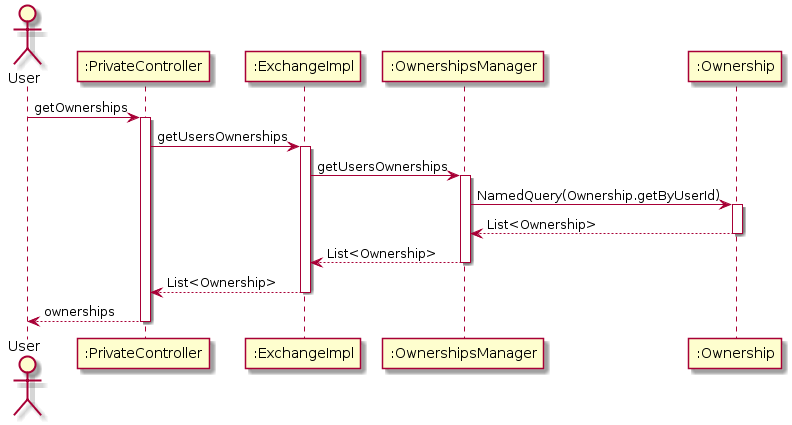 User
:PrivateController
:ExchangeImpl
:OwnershipsManager
:Ownership
getOwnerships
getUsersOwnerships
getUsersOwnerships
NamedQuery(Ownership.getByUserId)
List<Ownership>
List<Ownership>
List<Ownership>
ownerships
User
:PrivateController
:ExchangeImpl
:OwnershipsManager
:Ownership